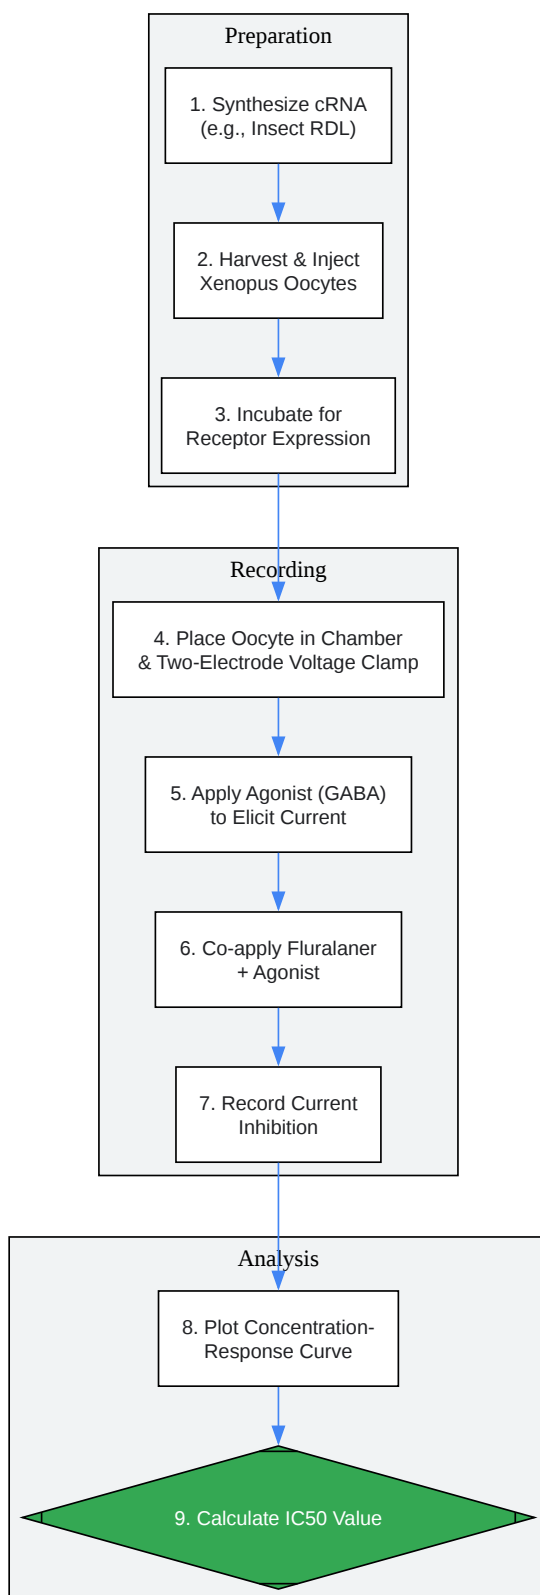 Preparation
1. Synthesize cRNA
(e.g., Insect RDL)
2. Harvest & Inject
Xenopus Oocytes
3. Incubate for
Receptor Expression
Recording
4. Place Oocyte in Chamber
& Two-Electrode Voltage Clamp
5. Apply Agonist (GABA)
to Elicit Current
6. Co-apply Fluralaner
+ Agonist
7. Record Current
Inhibition
Analysis
8. Plot Concentration-
Response Curve
9. Calculate IC50 Value